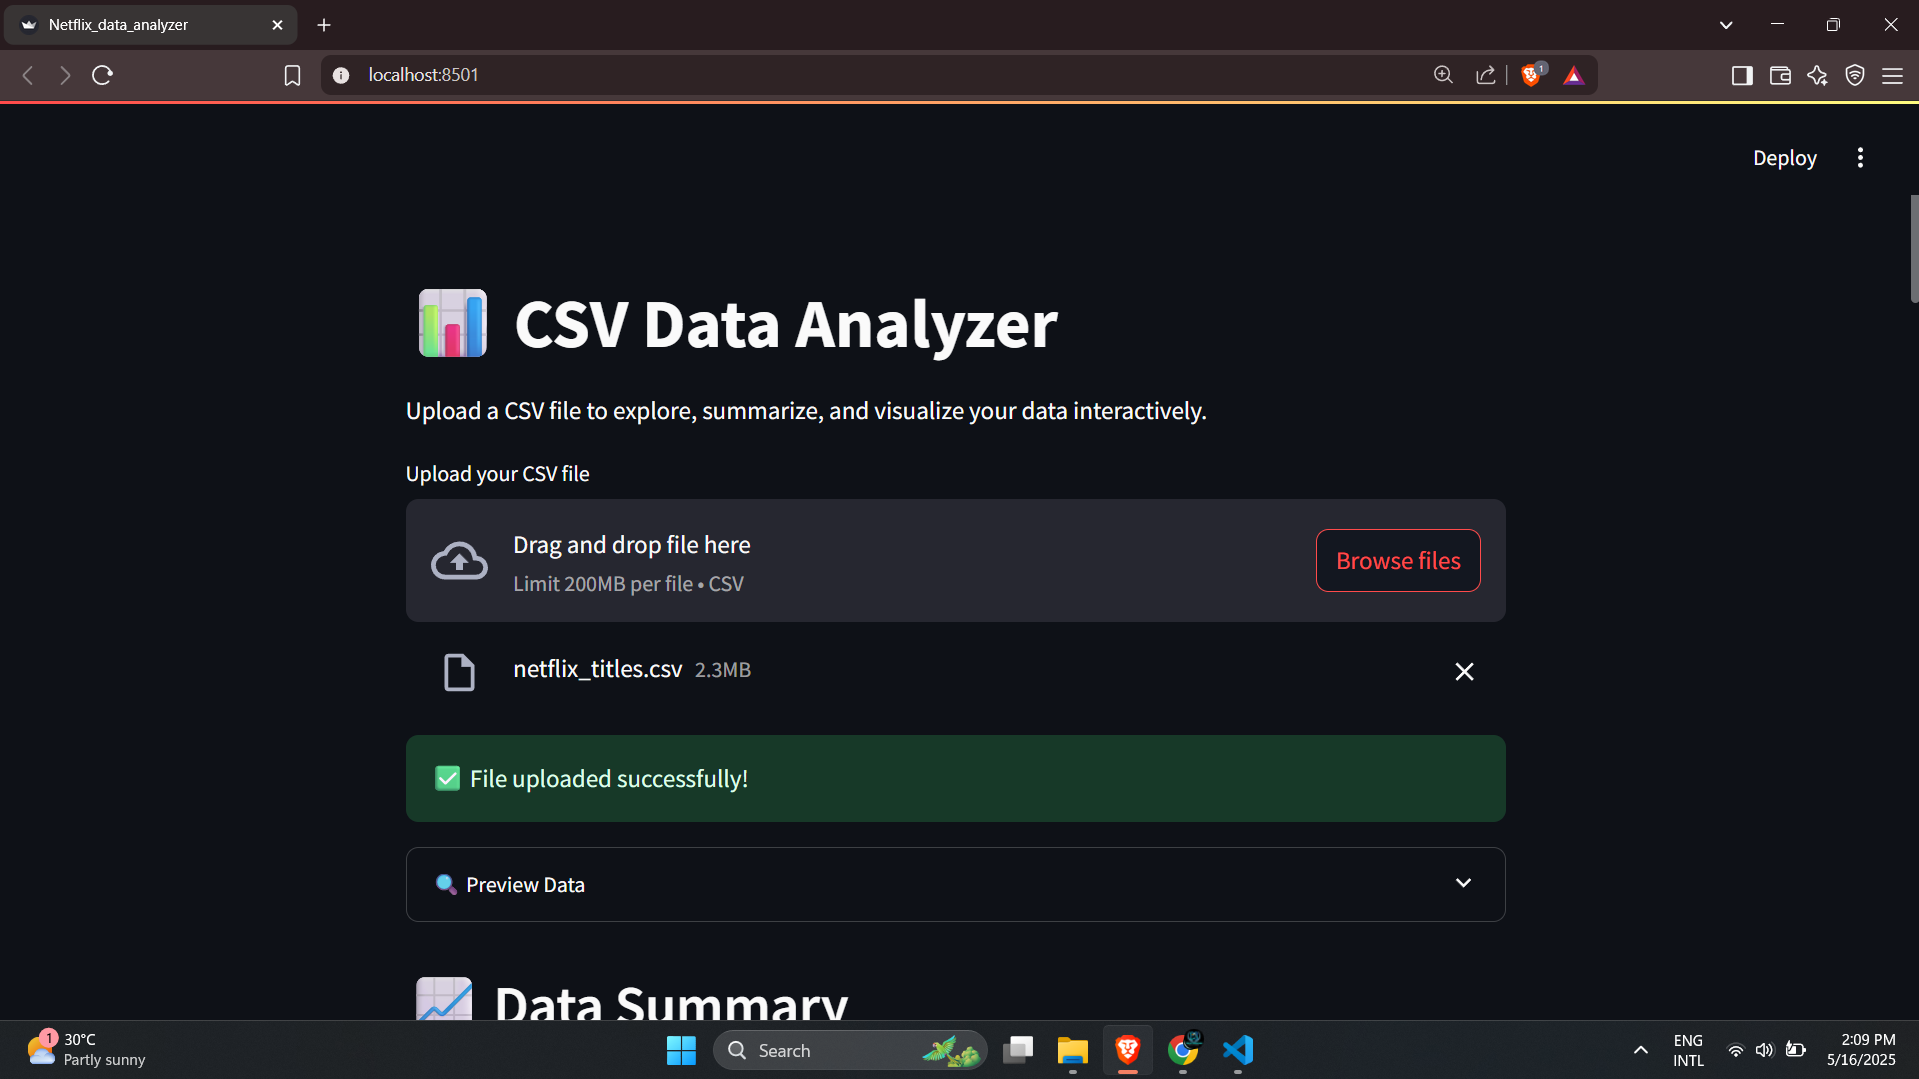 Netflix_data_analyzer
localhost:8501
1
Deploy
CSV Data Analyzer
Upload a CSV file to explore, summarize, and visualize your data interactively.
Upload your CSV file
Drag and drop file here
Limit 200MB per file • CSV
Browse files
netflix_titles.csv 2.3MB
File uploaded successfully!
Preview Data
Data Summary
1
30°C
Partly sunny
Search
ENG
INTL
2:09 PM
5/16/2025